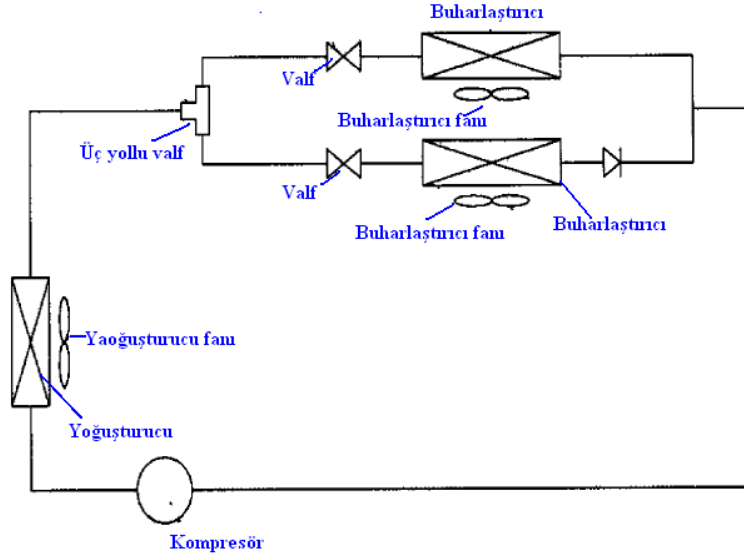 Buharlaştırıcı
Valf
Buharlaştırıcı fanı
Üç yollu valf
Valf
Buharlaştırıcı fanı
Buharlaştırıcı
Yaoğuşturucu fanı
Yoğuşturucu
Kompresör